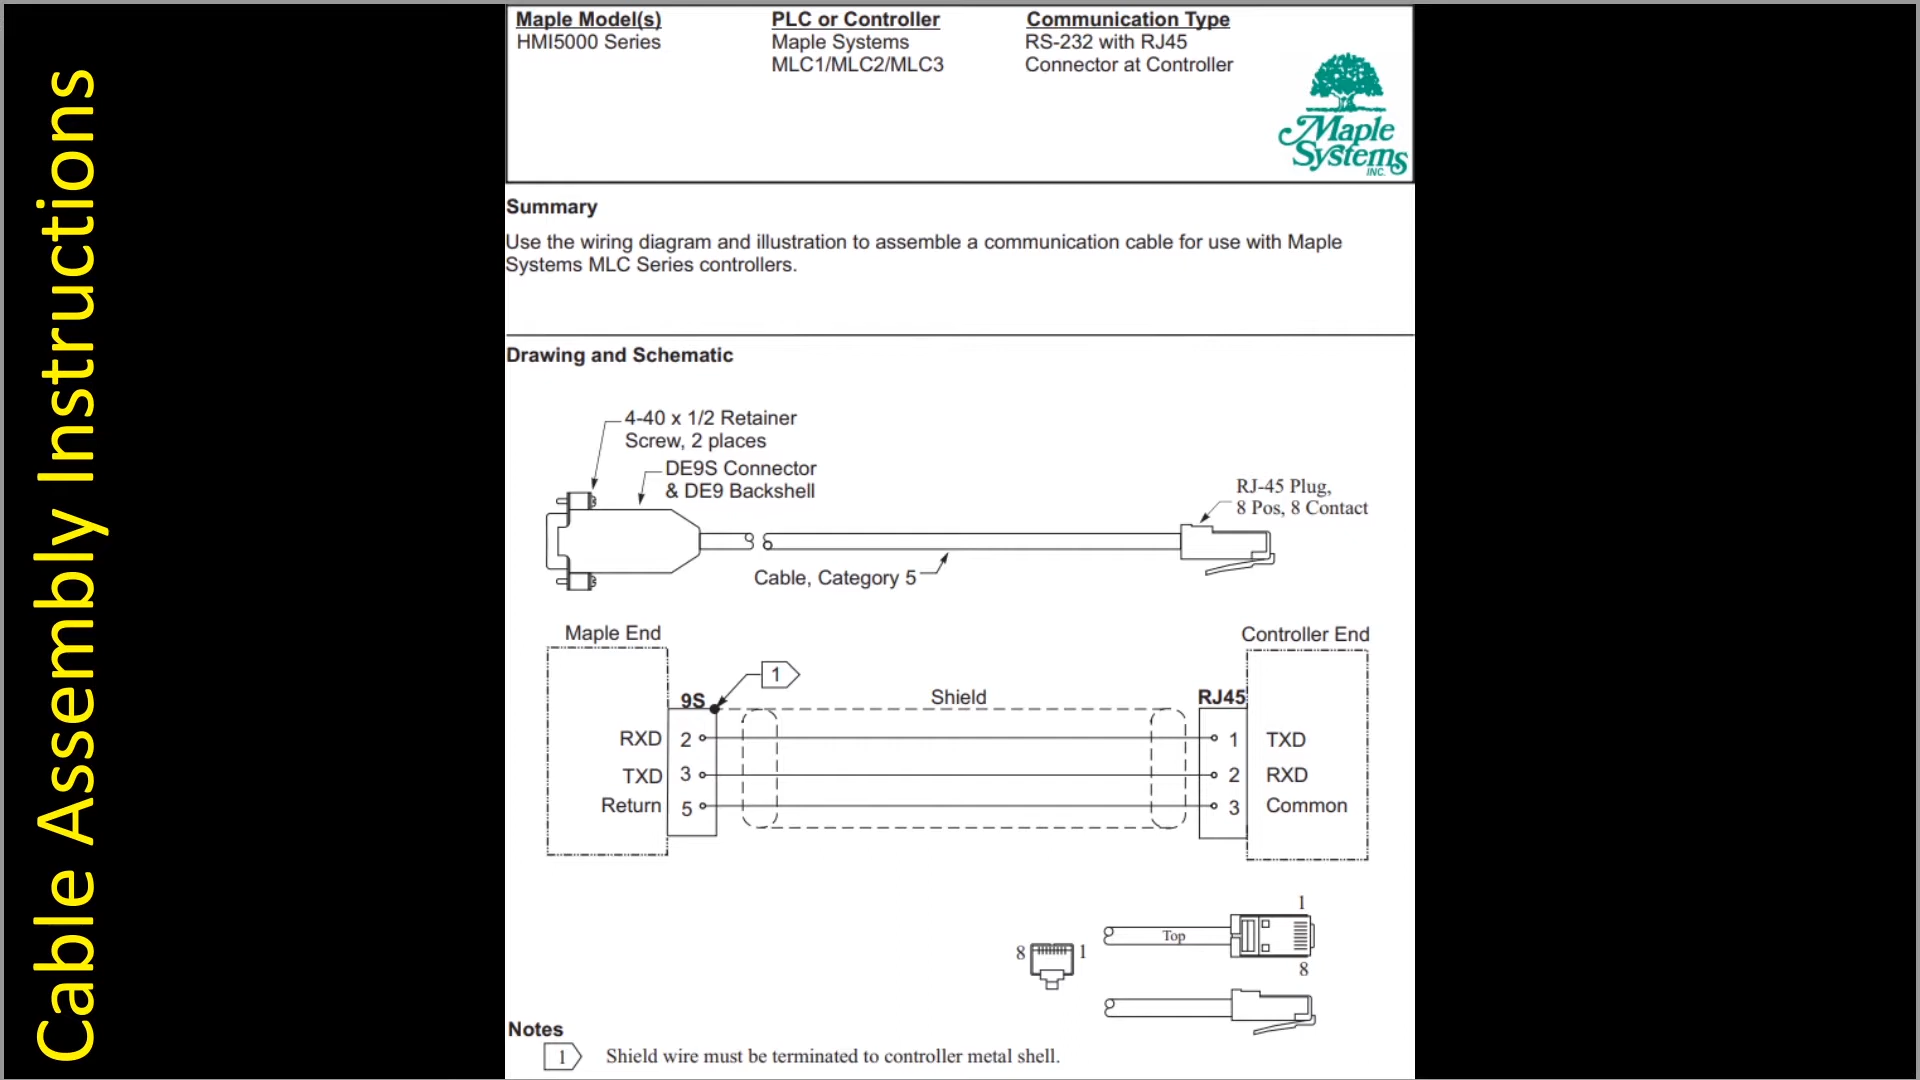 Cable Assembly Instructions
Maple Model(s)
HMI5000 Series
PLC or Controller
Maple Systems
MLC1/MLC2/MLC3
Communication Type
RS-232 with RJ45
Connector at Controller
Maple
Systems
INC.
Summary
Use the wiring diagram and illustration to assemble a communication cable for use with Maple
Systems MLC Series controllers.
Drawing and Schematic
4-40 x 1/2 Retainer
Screw, 2 places
DE9S Connector
& DE9 Backshell
RJ-45 Plug,
8 Pos, 8 Contact
Cable, Category 5
Maple End
Controller End
1
9S
Shield
RJ45
RXD 2 1 TXD
TXD 3 2 RXD
Return 5 3 Common
1
Top
8 1
8
Notes
1 Shield wire must be terminated to controller metal shell.